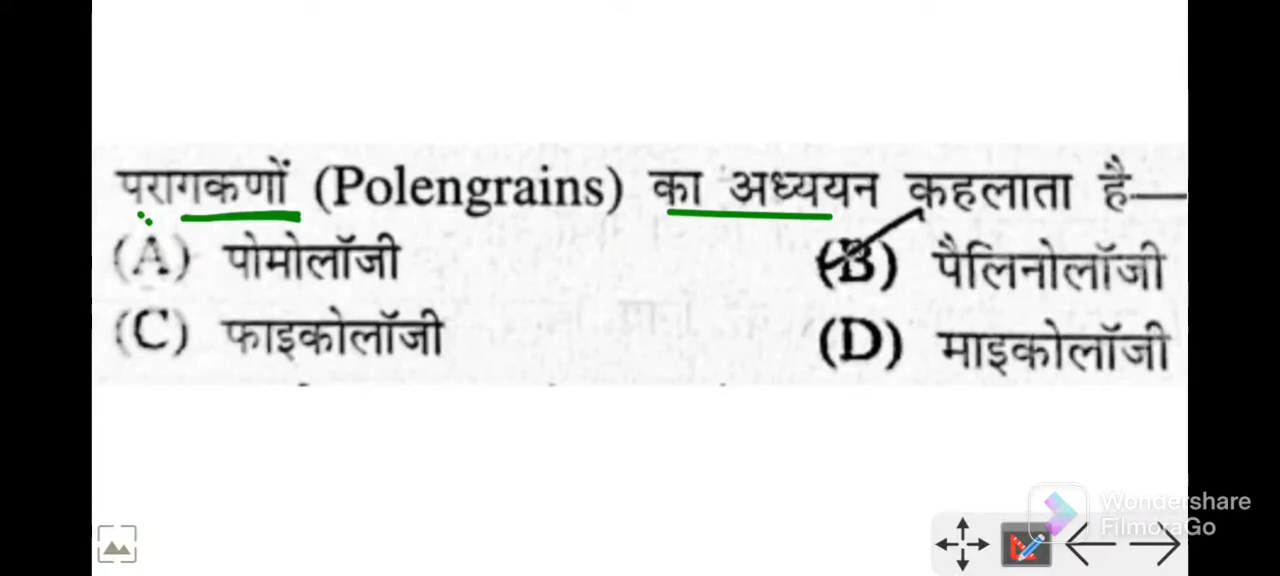 परागकणों (Polengrains) का अध्ययन कहलाता है—
(A) पोमोलॉजी (B) पैलिनोलॉजी
(C) फाइकोलॉजी (D) माइकोलॉजी
Wondershare
FilmoraGo